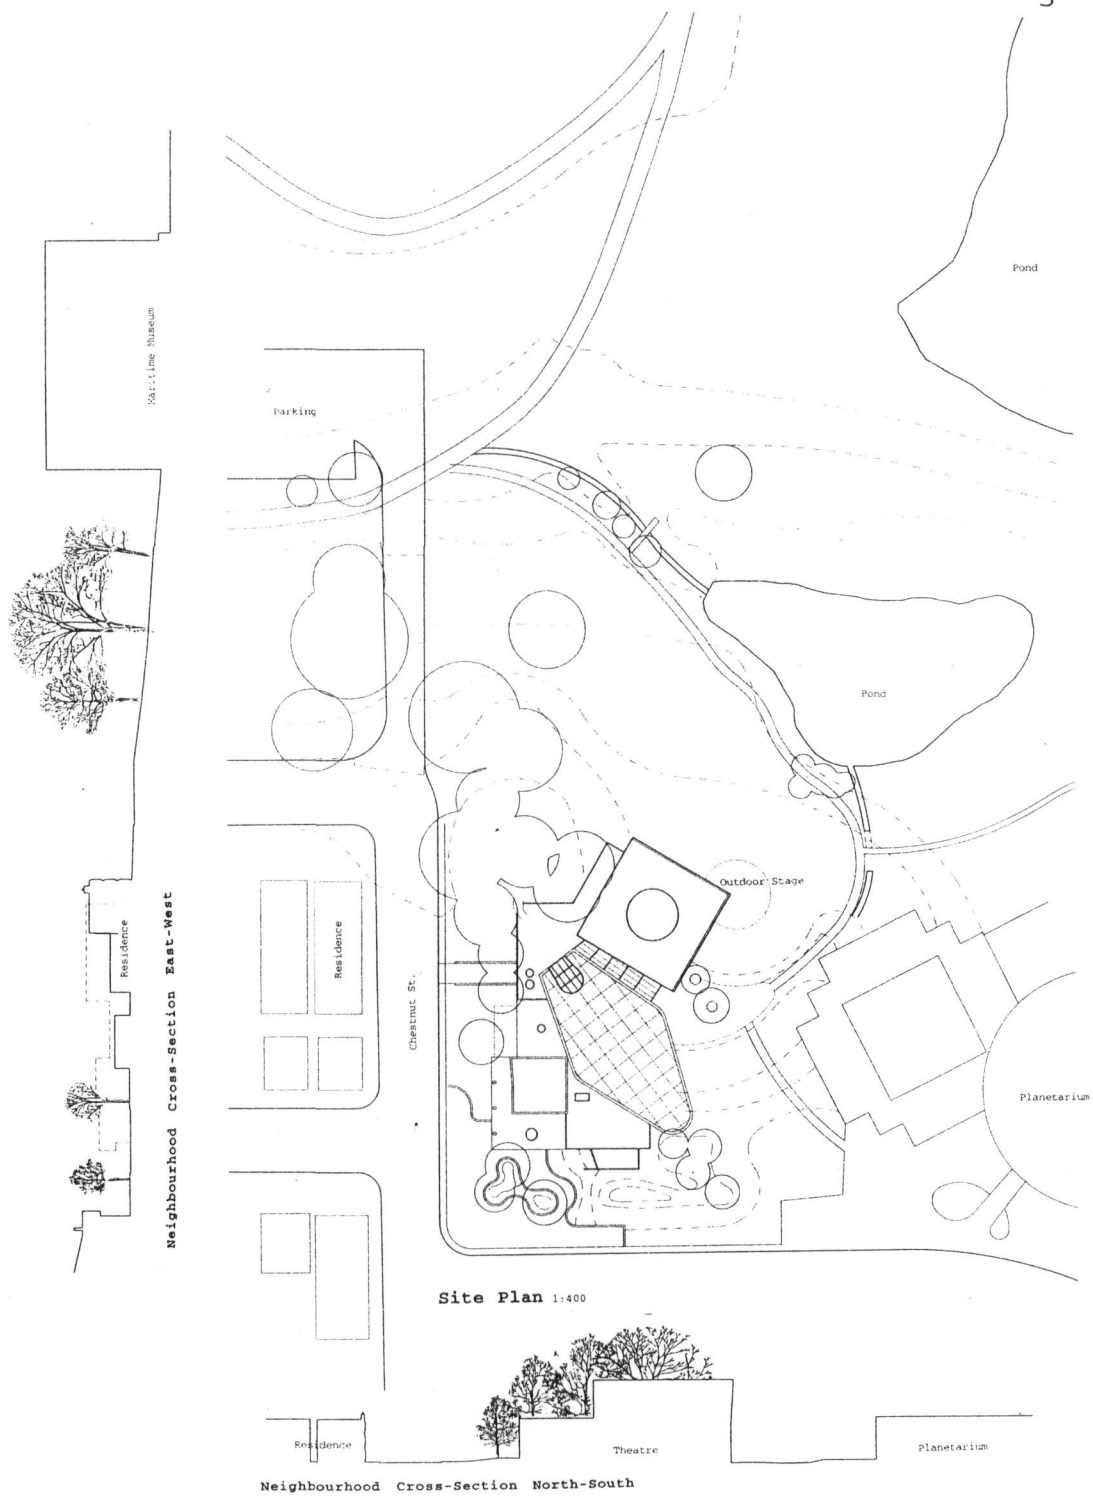 Pond
Maritime Museum
Parking
Pond
Outdoor Stage
Residence
Residence
Neighbourhood Cross-Section East-West
Chestnut St.
Planetarium
Site Plan 1:400
Residence
Theatre
Planetarium
Neighbourhood Cross-Section North-South